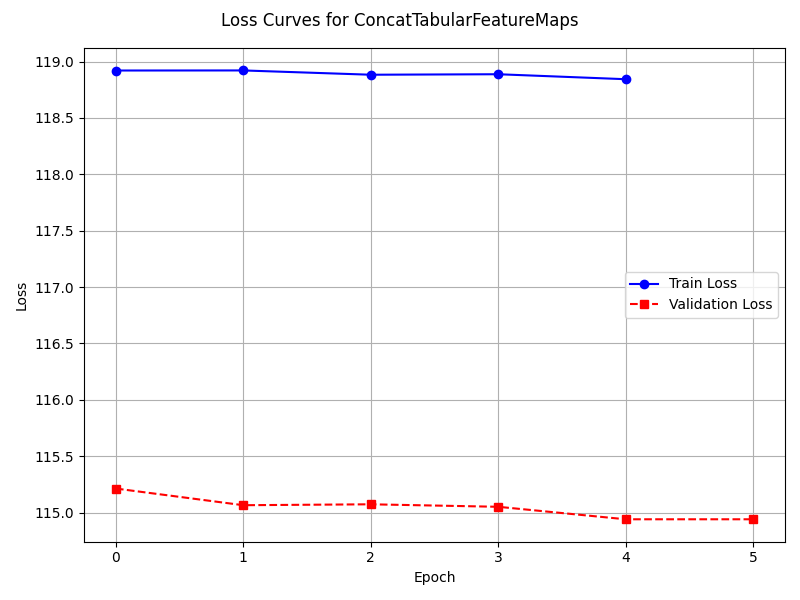 Loss Curves for ConcatTabularFeatureMaps
119.0
118.5
118.0
117.5
117.0
116.5
116.0
115.5
115.0
Loss
Train Loss
Validation Loss
0 1 2 3 4 5
Epoch